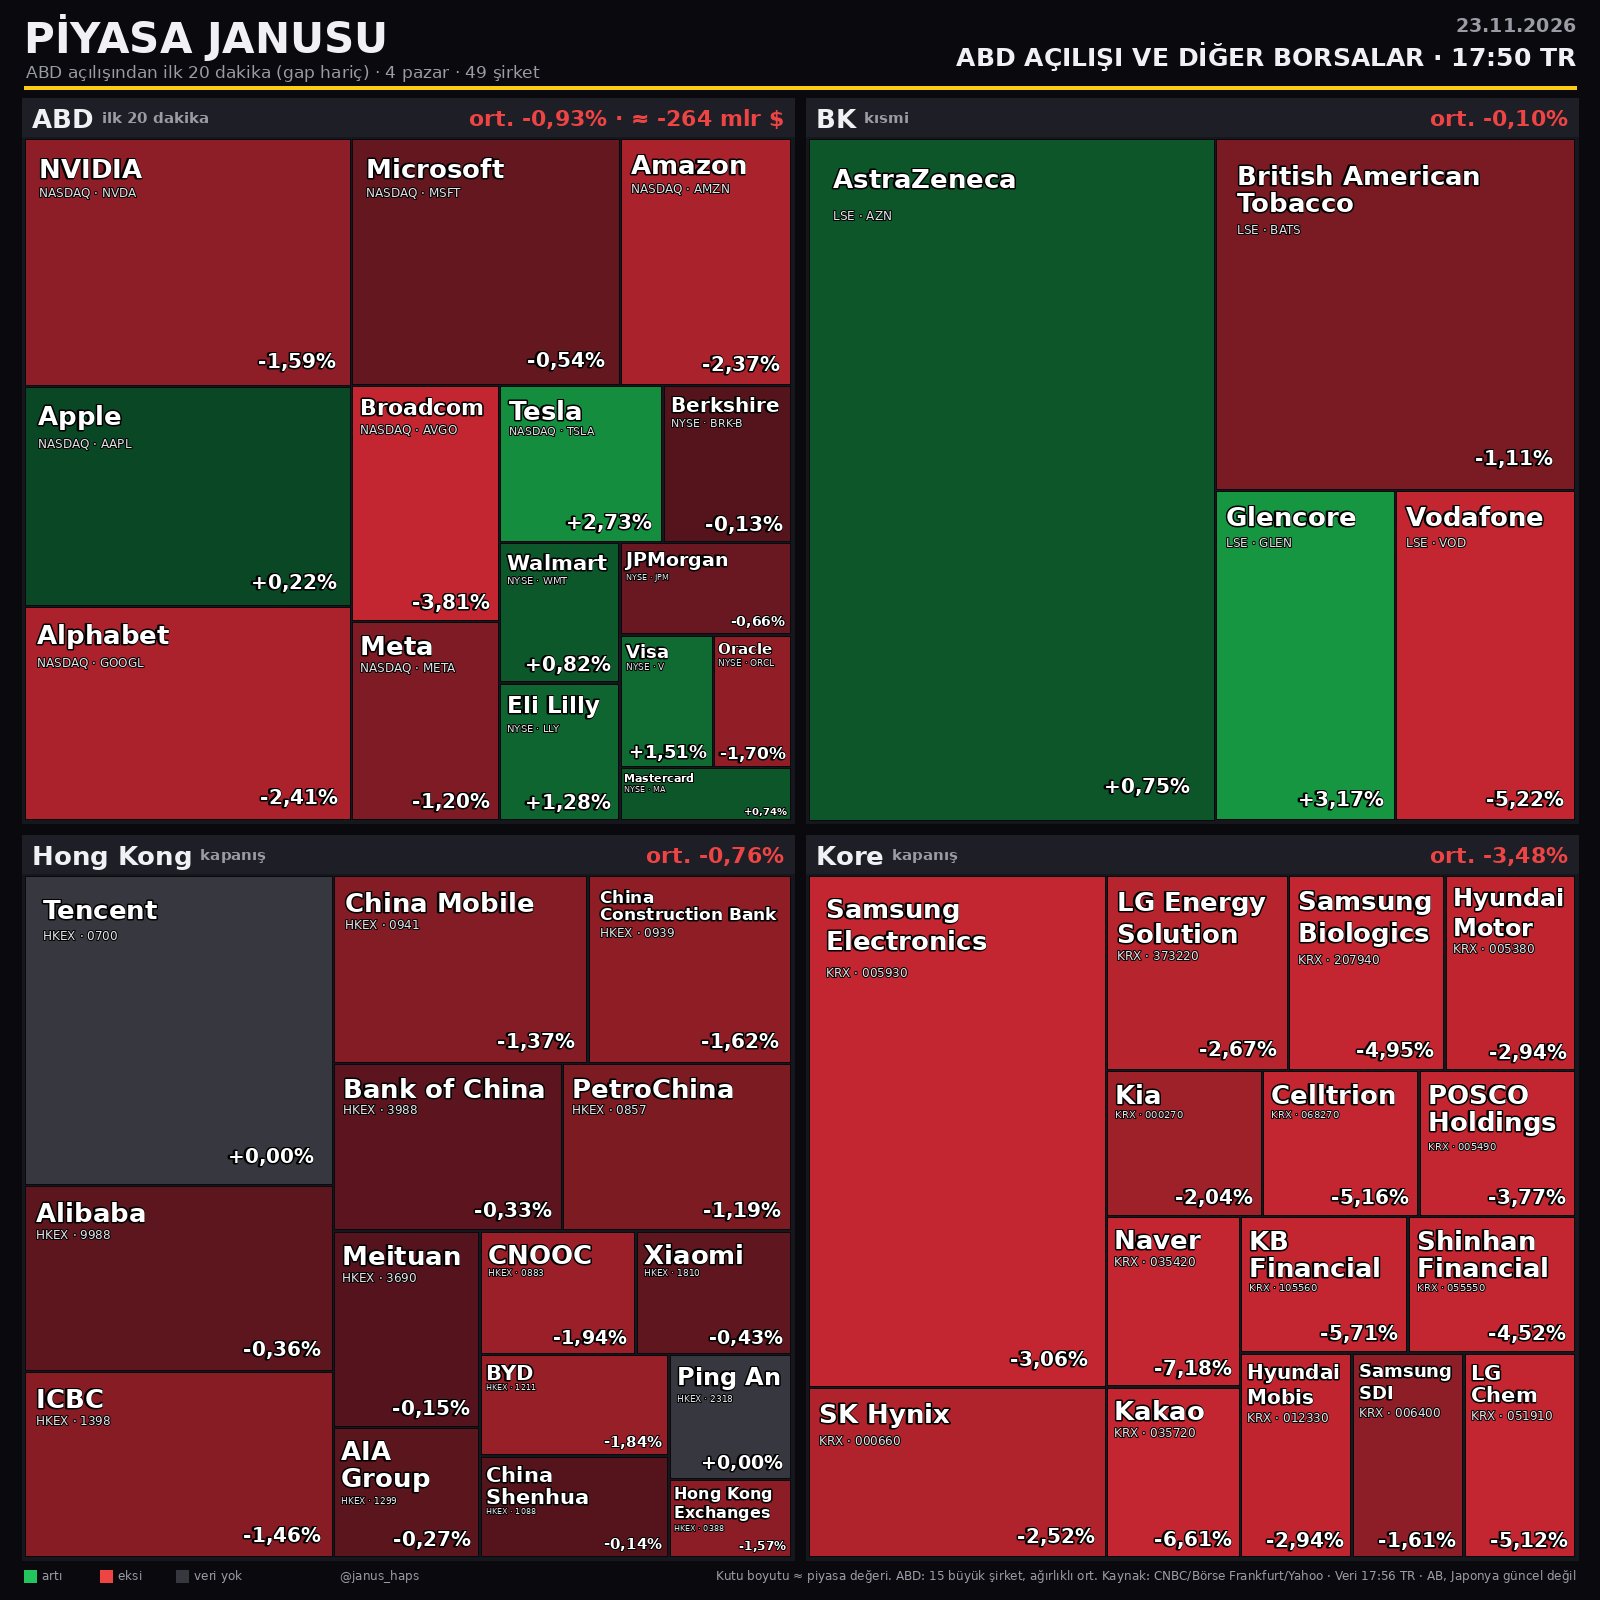 PİYASA JANUSU
ABD açılışından ilk 20 dakika (gap hariç) · 4 pazar · 49 şirket
23.11.2026
ABD AÇILIŞI VE DİĞER BORSALAR · 17:50 TR
ABD ilk 20 dakika
ort. -0,93% · ≈ -264 mlr $
NVIDIA
NASDAQ · NVDA
-1,59%
Microsoft
NASDAQ · MSFT
-0,54%
Amazon
NASDAQ · AMZN
-2,37%
Apple
NASDAQ · AAPL
+0,22%
Broadcom
NASDAQ · AVGO
-3,81%
Tesla
NASDAQ · TSLA
+2,73%
Berkshire
NYSE · BRK-B
-0,13%
Walmart
NYSE · WMT
+0,82%
JPMorgan
NYSE · JPM
-0,66%
Alphabet
NASDAQ · GOOGL
-2,41%
Meta
NASDAQ · META
-1,20%
Eli Lilly
NYSE · LLY
+1,28%
Visa
NYSE · V
+1,51%
Oracle
NYSE · ORCL
-1,70%
Mastercard
NYSE · MA
+0,74%
BK kısmi
ort. -0,10%
AstraZeneca
LSE · AZN
+0,75%
British American
Tobacco
LSE · BATS
-1,11%
Glencore
LSE · GLEN
+3,17%
Vodafone
LSE · VOD
-5,22%
Hong Kong kapanış
ort. -0,76%
Tencent
HKEX · 0700
+0,00%
China Mobile
HKEX · 0941
-1,37%
China
Construction Bank
HKEX · 0939
-1,62%
Bank of China
HKEX · 3988
-0,33%
PetroChina
HKEX · 0857
-1,19%
Alibaba
HKEX · 9988
-0,36%
Meituan
HKEX · 3690
-0,15%
CNOOC
HKEX · 0883
-1,94%
Xiaomi
HKEX · 1810
-0,43%
BYD
HKEX · 1211
-1,84%
Ping An
HKEX · 2318
+0,00%
ICBC
HKEX · 1398
-1,46%
AIA
Group
HKEX · 1299
-0,27%
China
Shenhua
HKEX · 1088
-0,14%
Hong Kong
Exchanges
HKEX · 0388
-1,57%
Kore kapanış
ort. -3,48%
Samsung
Electronics
KRX · 005930
-3,06%
LG Energy
Solution
KRX · 373220
-2,67%
Samsung
Biologics
KRX · 207940
-4,95%
Hyundai
Motor
KRX · 005380
-2,94%
Kia
KRX · 000270
-2,04%
Celltrion
KRX · 068270
-5,16%
POSCO
Holdings
KRX · 005490
-3,77%
Naver
KRX · 035420
-7,18%
KB
Financial
KRX · 105560
-5,71%
Shinhan
Financial
KRX · 055550
-4,52%
SK Hynix
KRX · 000660
-2,52%
Kakao
KRX · 035720
-6,61%
Hyundai
Mobis
KRX · 012330
-2,94%
Samsung
SDI
KRX · 006400
-1,61%
LG
Chem
KRX · 051910
-5,12%
artı
eksi
veri yok
@janus_haps
Kutu boyutu ≈ piyasa değeri. ABD: 15 büyük şirket, ağırlıklı ort. Kaynak: CNBC/Börse Frankfurt/Yahoo · Veri 17:56 TR · AB, Japonya güncel değil